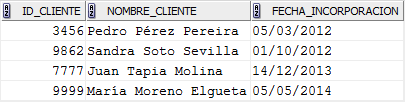 ID_CLIENTE NOMBRE_CLIENTE FECHA_INCORPORACION
3456 Pedro Pérez Pereira 05/03/2012
9862 Sandra Soto Sevilla 01/10/2012
7777 Juan Tapia Molina 14/12/2013
9999 María Moreno Elgueta 05/05/2014